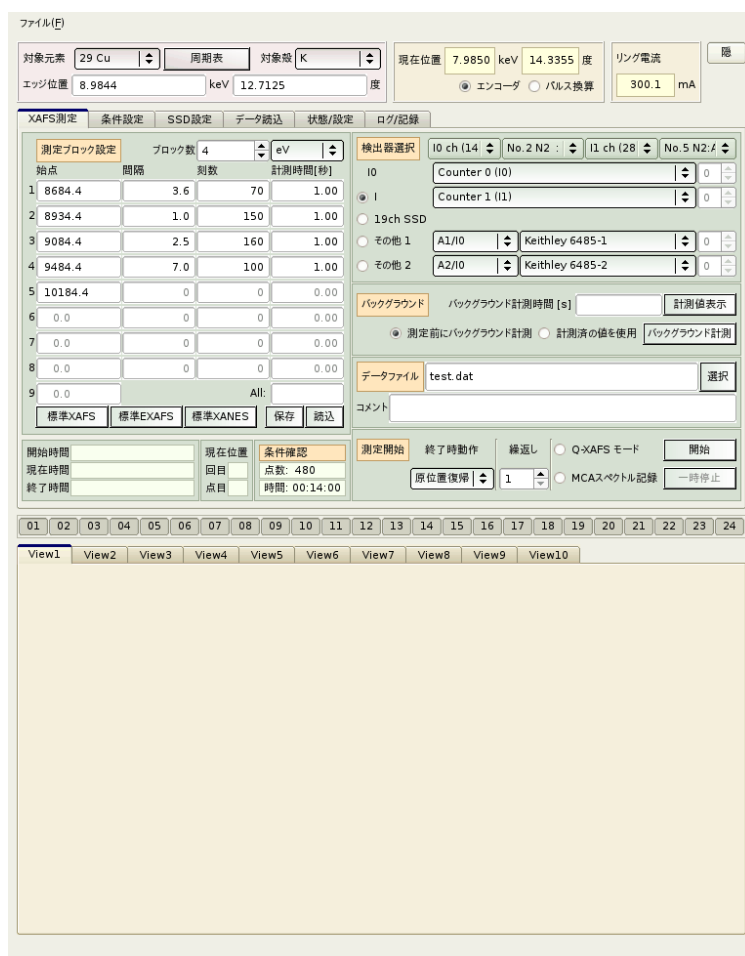 ファイル(F)
対象元素 29 Cu 周期表 対象殻 K
エッジ位置 8.9844 keV 12.7125 度
現在位置 7.9850 keV 14.3355 度
エンコーダ パルス換算
リング電流
300.1 mA
隠
XAFS測定 条件設定 SSD設定 データ読込 状態/設定 ログ/記録
測定ブロック設定 ブロック数 4 eV
始点 間隔 刻数 計測時間[秒]
1 8684.4 3.6 70 1.00
2 8934.4 1.0 150 1.00
3 9084.4 2.5 160 1.00
4 9484.4 7.0 100 1.00
5 10184.4 0 0 0.00
6 0.0 0 0 0.00
7 0.0 0 0 0.00
8 0.0 0 0 0.00
9 0.0 All:
標準XAFS 標準EXAFS 標準XANES 保存 読込
検出器選択 I0 ch (14 No.2 N2 : I1 ch (28 No.5 N2:A
I0 Counter 0 (I0) 0
I Counter 1 (I1) 0
19ch SSD
その他 1 A1/I0 Keithley 6485-1 0
その他 2 A2/I0 Keithley 6485-2 0
バックグラウンド バックグラウンド計測時間 [s] 計測値表示
測定前にバックグラウンド計測 計測済の値を使用 バックグラウンド計測
データファイル test.dat 選択
コメント
開始時間
現在時間
終了時間
現在位置
回目
点目
条件確認
点数: 480
時間: 00:14:00
測定開始 終了時動作 繰返し Q-XAFS モード 開始
原位置復帰 1 MCAスペクトル記録 一時停止
01 02 03 04 05 06 07 08 09 10 11 12 13 14 15 16 17 18 19 20 21 22 23 24
View1 View2 View3 View4 View5 View6 View7 View8 View9 View10